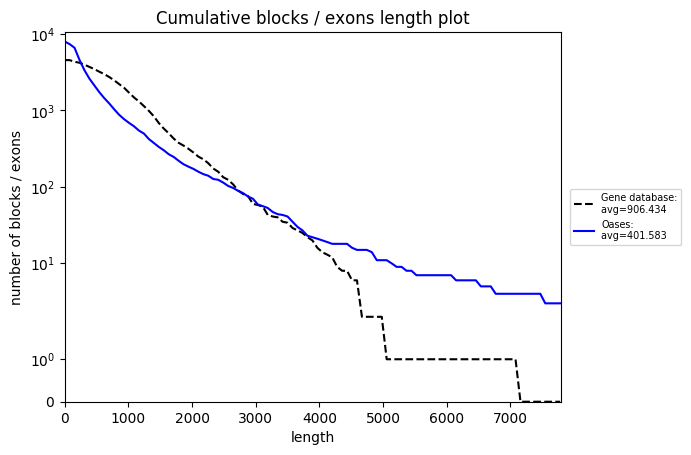 Cumulative blocks / exons length plot
number of blocks / exons
10^4
10^3
10^2
10^1
10^0
0
0 1000 2000 3000 4000 5000 6000 7000
length
Gene database:
avg=906.434
Oases:
avg=401.583